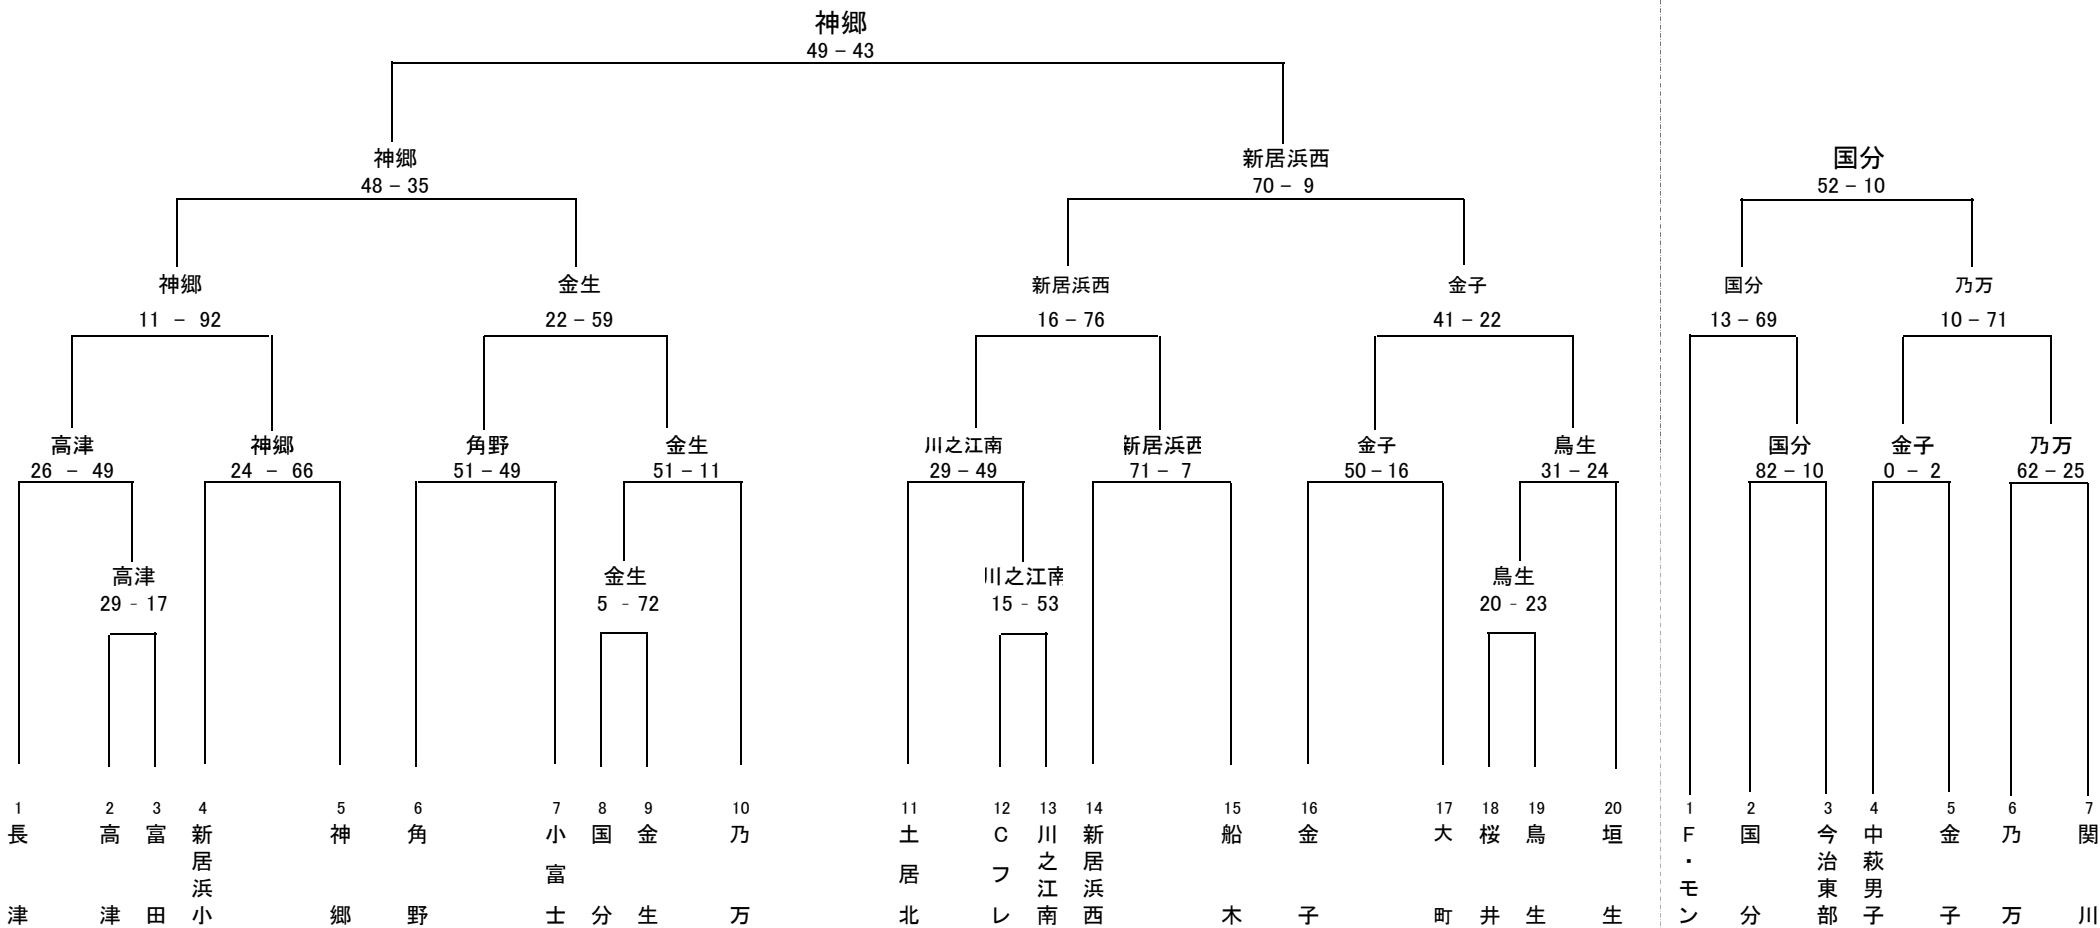 神郷
49 － 43
神郷
新居浜西
国分
48 － 35
70 － 9
52 － 10
神郷
金生
新居浜西
金子
国分
乃万
11 － 92
22 － 59
16 － 76
41 － 22
13 － 69
10 － 71
高津
神郷
角野
金生
川之江南
新居浜西
金子
鳥生
国分
金子
乃万
26 － 49
24 － 66
51 － 49
51 － 11
29 － 49
71 － 7
50 － 16
31 － 24
82 － 10
0 － 2
62 － 25
高津
金生
川之江南
鳥生
29 - 17
5 - 72
15 - 53
20 - 23
1
長津
2
高津
3
富田
4
新居浜小
5
神郷
6
角野
7
小富士
8
国分
9
金生
10
乃万
11
土居北
12
Cフレ
13
川之江南
14
新居浜西
15
船木
16
金子
17
大町
18
桜井
19
鳥生
20
垣生
1
F・モン
2
国分
3
今治東部
4
中萩男子
5
金子
6
乃万
7
関川